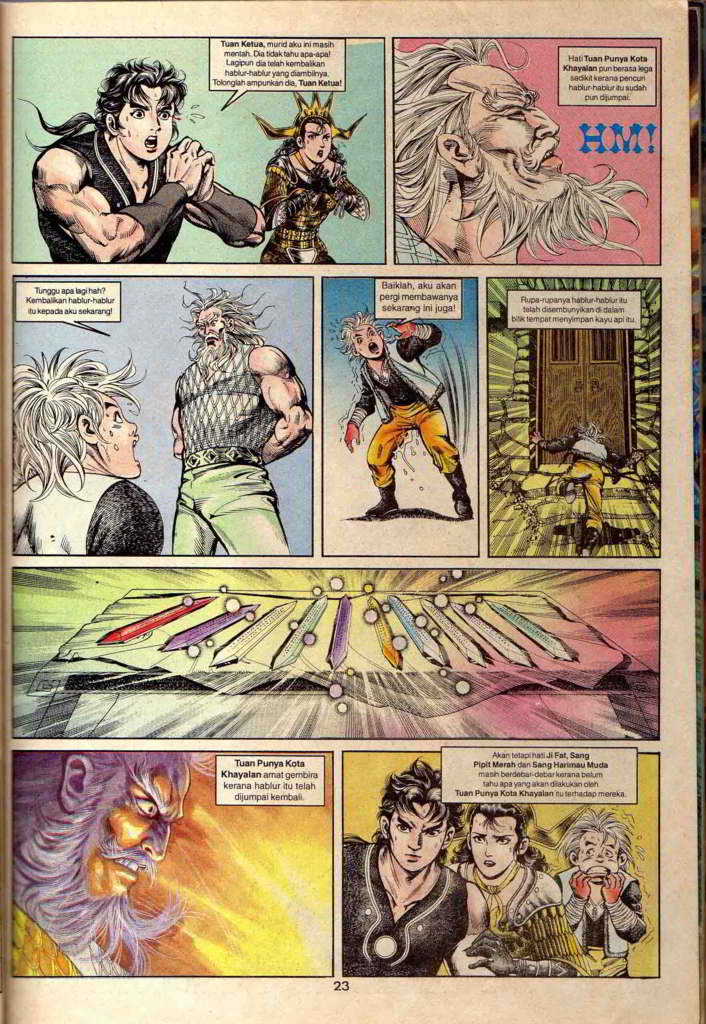 Tuan Ketua, murid aku ini masih
mentah. Dia tidak tahu apa-apa!
Lagipun dia telah kembalikan
hablur-hablur yang diambilnya.
Tolonglah ampunkan dia, Tuan Ketua!
Hati Tuan Punya Kota
Khayalan pun berasa lega
sedikit kerana pencuri
hablur-hablur itu sudah
pun dijumpai.
HM!
Tunggu apa lagi hah?
Kembalikan hablur-hablur
itu kepada aku sekarang!
Baiklah, aku akan
pergi membawanya
sekarang ini juga!
Rupa-rupanya hablur-hablur itu
telah disembunyikan di dalam
bilik tempat menyimpan kayu api itu.
Tuan Punya Kota
Khayalan amat gembira
kerana hablur itu telah
dijumpai kembali.
Akan tetapi hati Ji Fat, Sang
Pipit Merah dan Sang Harimau Muda
masih berdebar-debar kerana belum
tahu apa yang akan dilakukan oleh
Tuan Punya Kota Khayalan itu terhadap mereka.
23